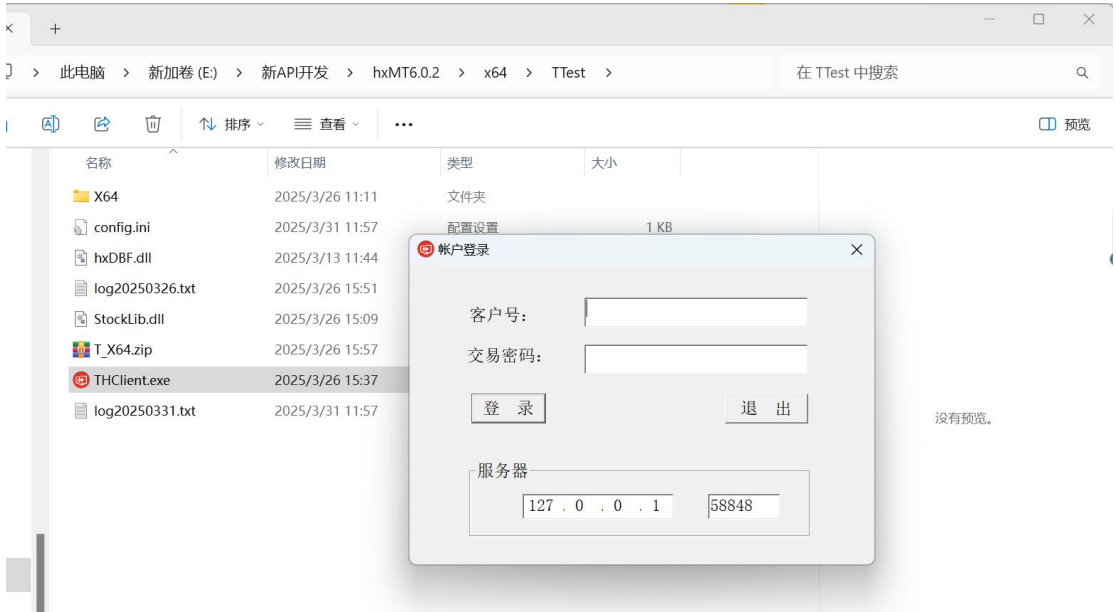 此电脑 > 新加卷 (E:) > 新API开发 > hxMT6.0.2 > x64 > TTest >
在 TTest 中搜索
排序
查看
预览
名称 修改日期 类型 大小
X64 2025/3/26 11:11 文件夹
config.ini 2025/3/31 11:57 配置设置 1 KB
hxDBF.dll 2025/3/13 11:44
log20250326.txt 2025/3/26 15:51
StockLib.dll 2025/3/26 15:09
T_X64.zip 2025/3/26 15:57
THClient.exe 2025/3/26 15:37
log20250331.txt 2025/3/31 11:57
帐户登录
客户号：
交易密码：
登 录 退 出
服务器
127 . 0 . 0 . 1 58848
没有预览。